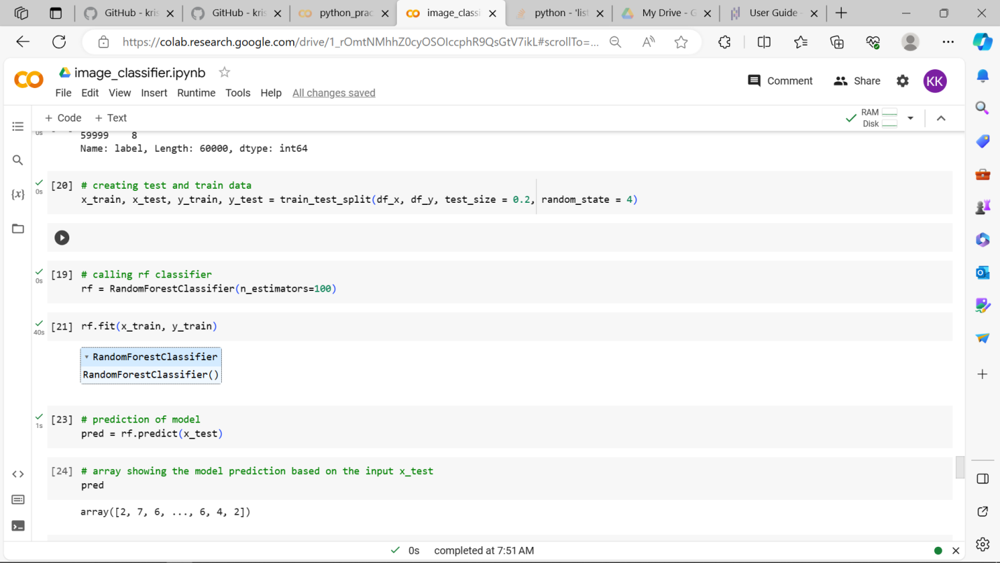 GitHub - kris
GitHub - kris
python_prac
image_classi
python - 'list
My Drive - G
User Guide -
https://colab.research.google.com/drive/1_rOmtNMhhZ0cyOSOIccphR9QsGtV7ikL#scrollTo=...
image_classifier.ipynb
Comment
Share
KK
File Edit View Insert Runtime Tools Help All changes saved
+ Code + Text
RAM
Disk
0s
59999 8
Name: label, Length: 60000, dtype: int64
0s
[20] # creating test and train data
x_train, x_test, y_train, y_test = train_test_split(df_x, df_y, test_size = 0.2, random_state = 4)
{x}
0s
[19] # calling rf classifier
rf = RandomForestClassifier(n_estimators=100)
40s
[21] rf.fit(x_train, y_train)
RandomForestClassifier
RandomForestClassifier()
1s
[23] # prediction of model
pred = rf.predict(x_test)
[24] # array showing the model prediction based on the input x_test
pred
array([2, 7, 6, ..., 6, 4, 2])
0s completed at 7:51 AM